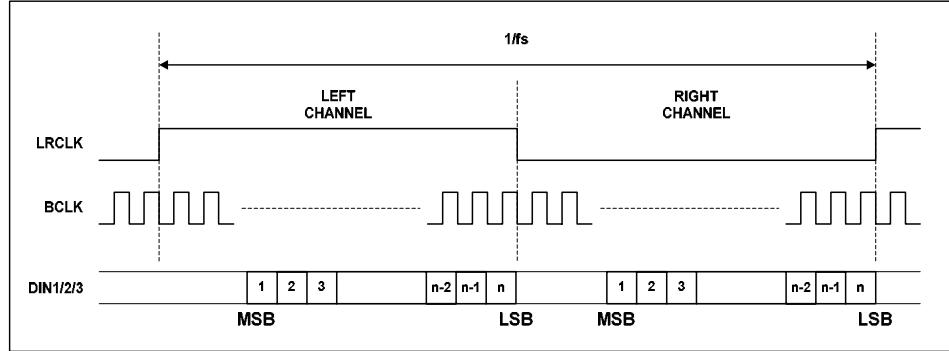 1/fs
LEFT
CHANNEL
RIGHT
CHANNEL
LRCLK
BCLK
DIN1/2/3
1 2 3 n-2 n-1 n 1 2 3 n-2 n-1 n
MSB LSB MSB LSB